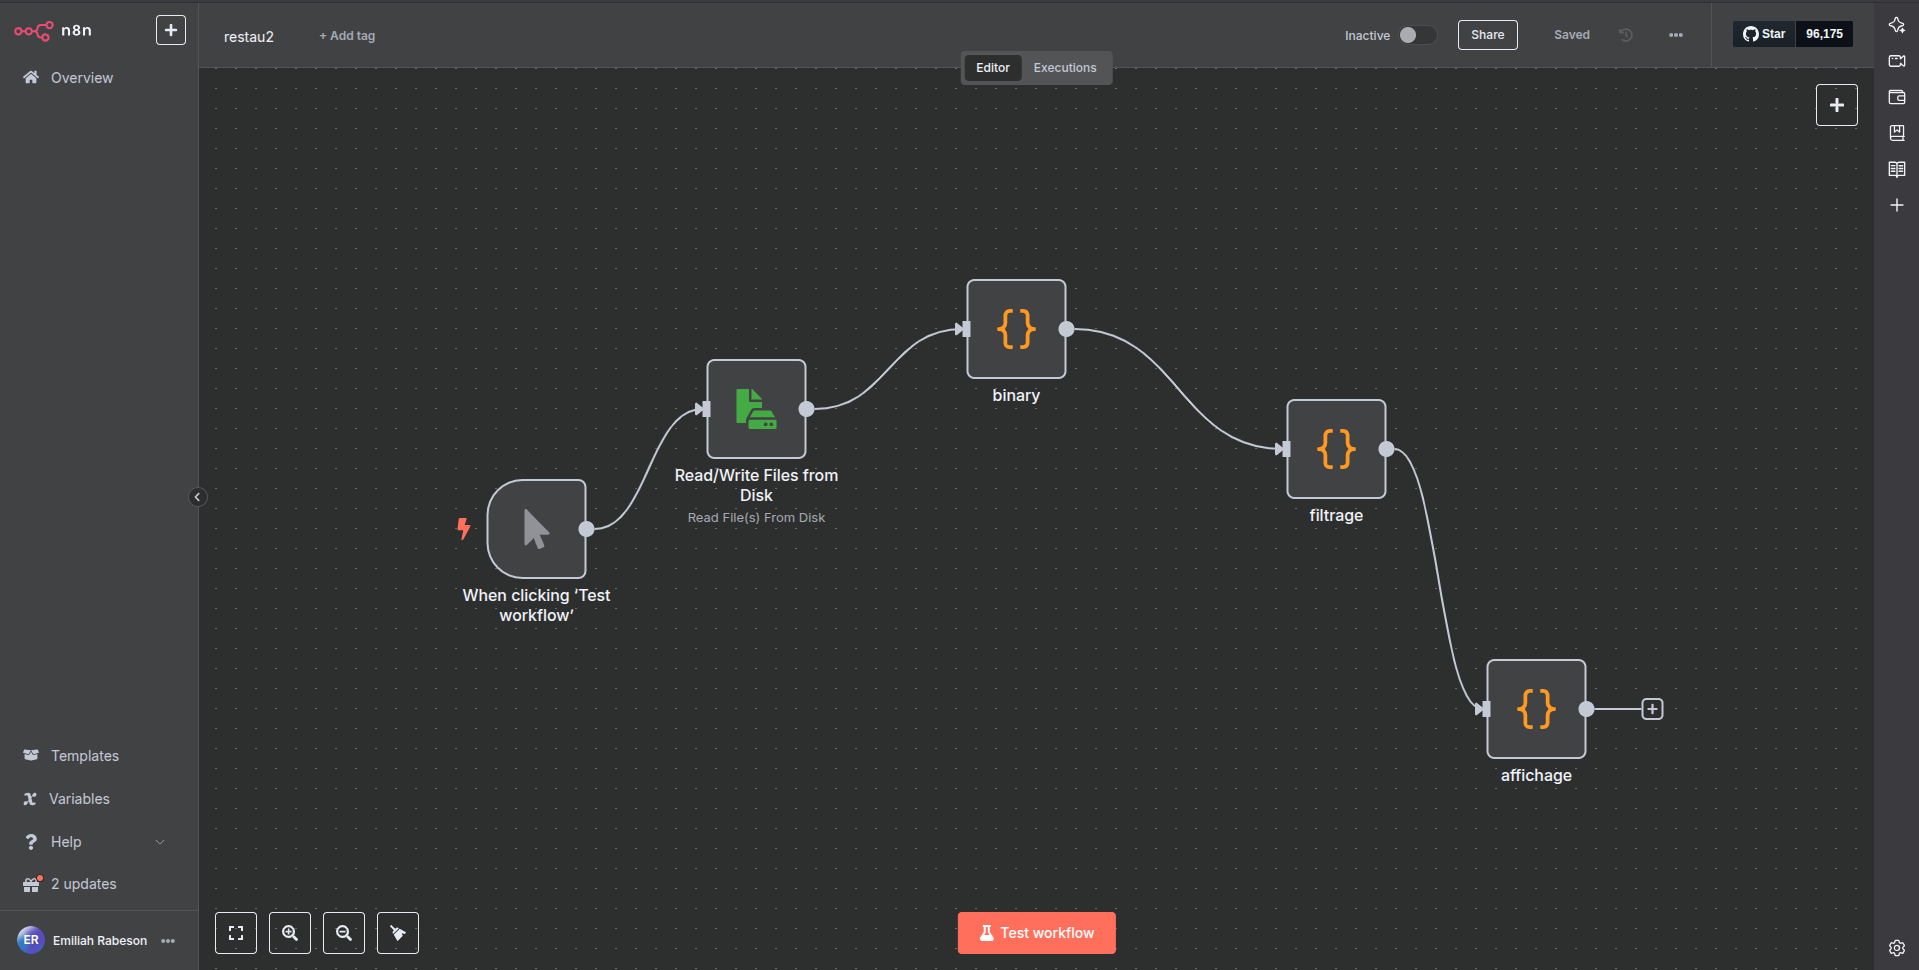 n8n
Overview
restau2
+ Add tag
Inactive
Share
Saved
Star
96,175
Editor
Executions
binary
Read/Write Files from
Disk
Read File(s) From Disk
filtrage
When clicking ‘Test
workflow’
affichage
Templates
Variables
Help
2 updates
ER
Emiliah Rabeson
Test workflow